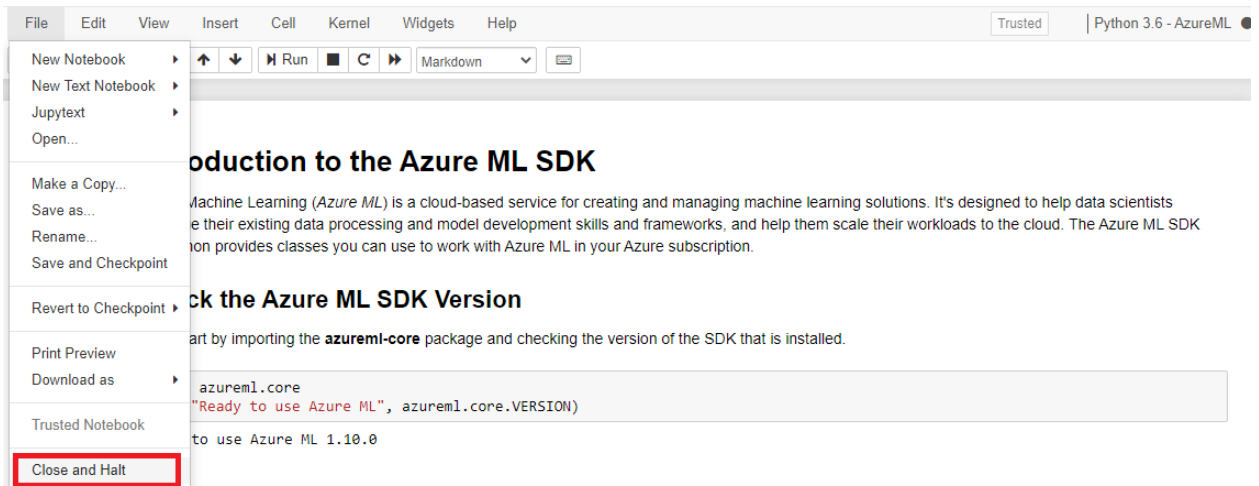 File Edit View Insert Cell Kernel Widgets Help Trusted Python 3.6 - AzureML
New Notebook
Run Markdown
New Text Notebook
Jupytext
Open...
Make a Copy...
Save as...
Rename...
Save and Checkpoint
Revert to Checkpoint
Print Preview
Download as
Trusted Notebook
Close and Halt
oduction to the Azure ML SDK
Machine Learning (Azure ML) is a cloud-based service for creating and managing machine learning solutions. It's designed to help data scientists
e their existing data processing and model development skills and frameworks, and help them scale their workloads to the cloud. The Azure ML SDK
hon provides classes you can use to work with Azure ML in your Azure subscription.
ck the Azure ML SDK Version
art by importing the azureml-core package and checking the version of the SDK that is installed.
azureml.core
"Ready to use Azure ML", azureml.core.VERSION)
to use Azure ML 1.10.0